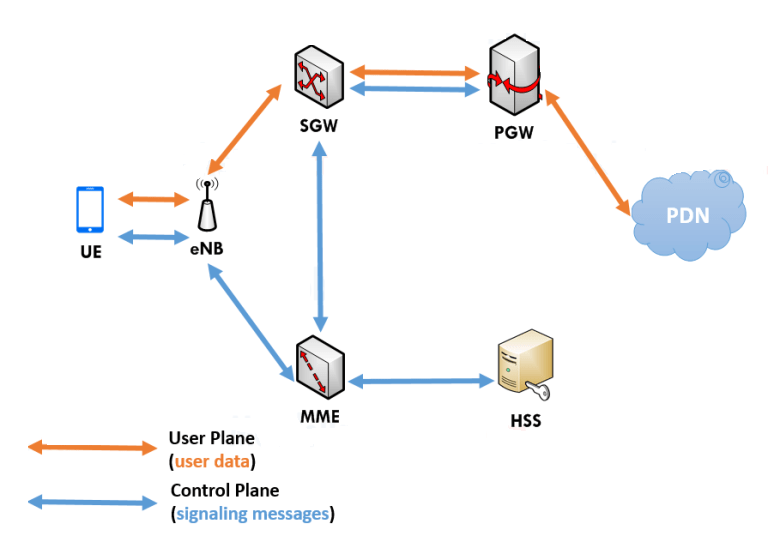 SGW
PGW
UE
eNB
PDN
MME
HSS
User Plane
(user data)
Control Plane
(signaling messages)